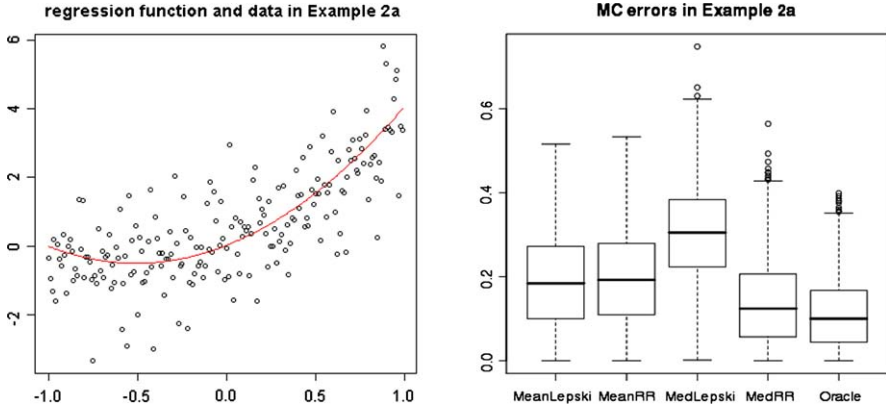 regression function and data in Example 2a
6
4
2
0
-2
-1.0 -0.5 0.0 0.5 1.0
MC errors in Example 2a
0.6
0.4
0.2
0.0
MeanLepski MeanRR MedLepski MedRR Oracle